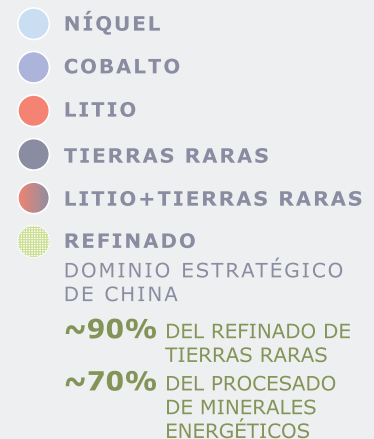 NÍQUEL
COBALTO
LITIO
TIERRAS RARAS
LITIO+TIERRAS RARAS
REFINADO
DOMINIO ESTRATÉGICO
DE CHINA
~90% DEL REFINADO DE
TIERRAS RARAS
~70% DEL PROCESADO
DE MINERALES
ENERGÉTICOS